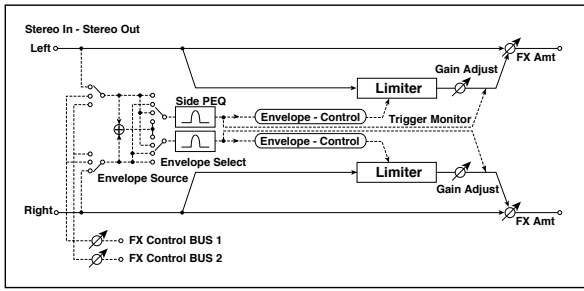 Stereo In - Stereo Out
Left
FX Amt
Gain Adjust
Limiter
Side PEQ
Envelope - Control
Trigger Monitor
Envelope - Control
Envelope Select
Envelope Source
Limiter
Gain Adjust
Right
FX Amt
FX Control BUS 1
FX Control BUS 2